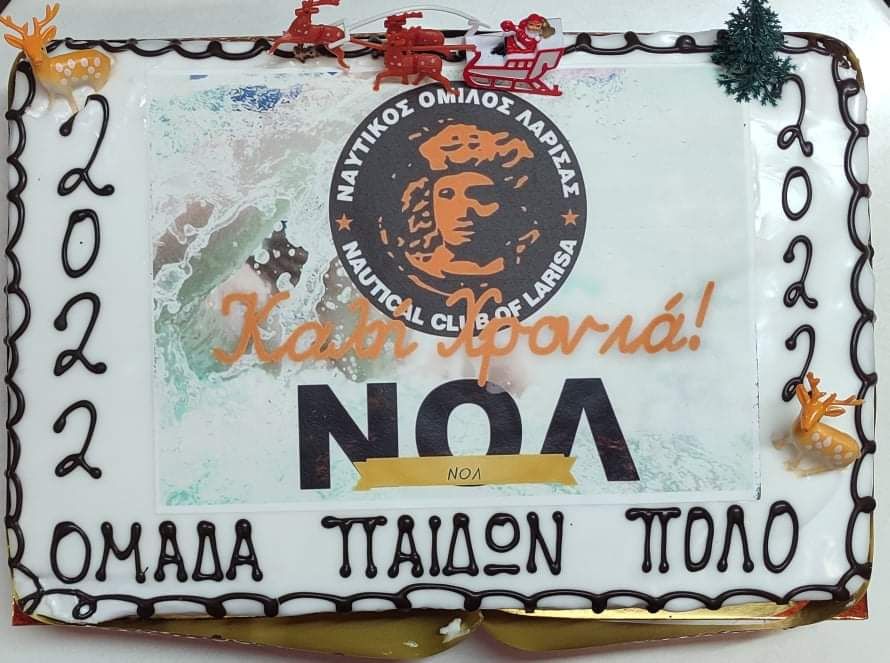 2022
2022
ΝΑΥΤΙΚΟΣ ΟΜΙΛΟΣ ΛΑΡΙΣΑΣ
NAUTICAL CLUB OF LARISA
Καλή Χρονιά!
ΝΟΛ
ΝΟΛ
ΟΜΑΔΑ ΠΑΙΔΩΝ ΠΟΛΟ